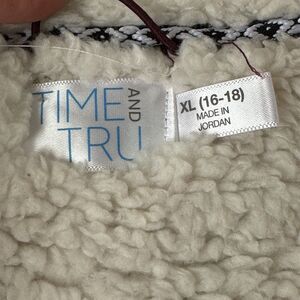 TIME AND
TRU
XL (16-18)
MADE IN
JORDAN